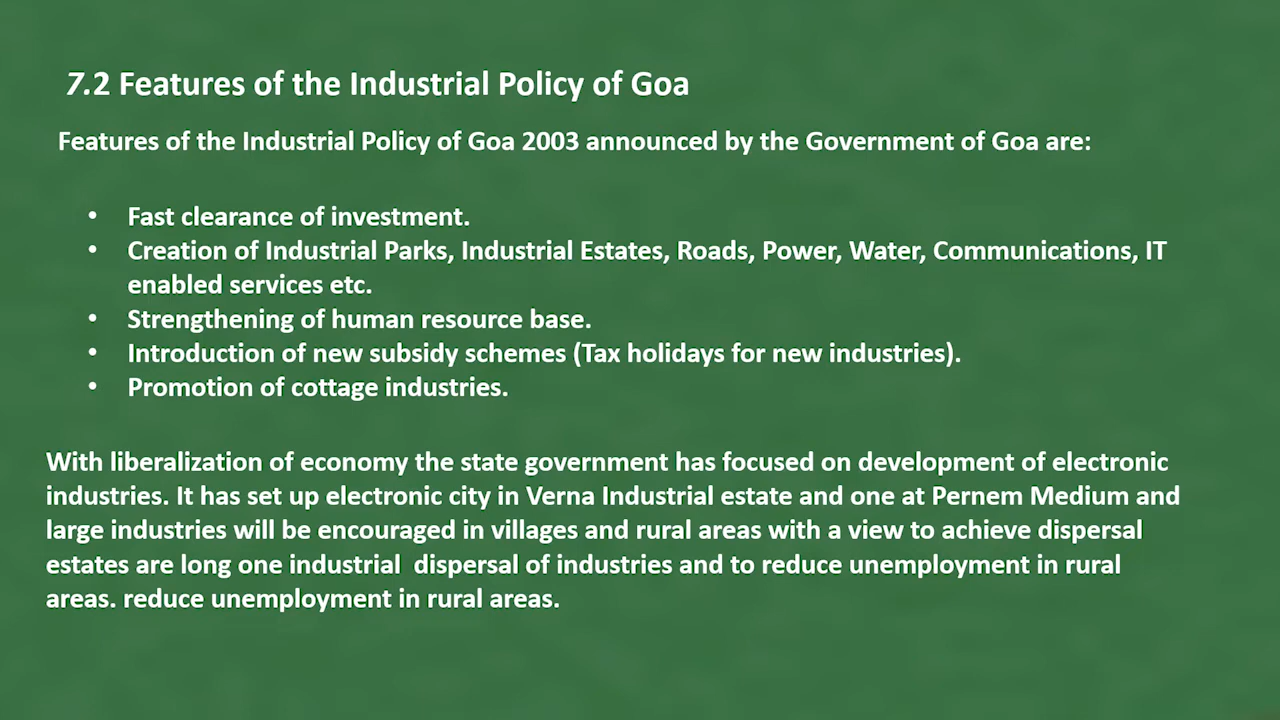 7.2 Features of the Industrial Policy of Goa
Features of the Industrial Policy of Goa 2003 announced by the Government of Goa are:
• Fast clearance of investment.
• Creation of Industrial Parks, Industrial Estates, Roads, Power, Water, Communications, IT
enabled services etc.
• Strengthening of human resource base.
• Introduction of new subsidy schemes (Tax holidays for new industries).
• Promotion of cottage industries.
With liberalization of economy the state government has focused on development of electronic
industries. It has set up electronic city in Verna Industrial estate and one at Pernem Medium and
large industries will be encouraged in villages and rural areas with a view to achieve dispersal
estates are long one industrial  dispersal of industries and to reduce unemployment in rural
areas. reduce unemployment in rural areas.